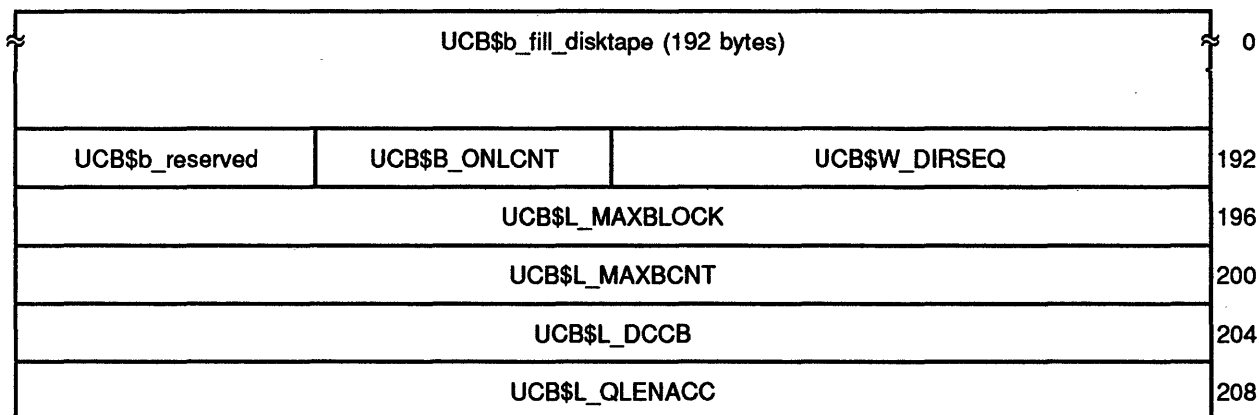 UCB$b_fill_disktape (192 bytes) 0
UCB$b_reserved UCB$B_ONLCNT UCB$W_DIRSEQ 192
UCB$L_MAXBLOCK 196
UCB$L_MAXBCNT 200
UCB$L_DCCB 204
UCB$L_QLENACC 208